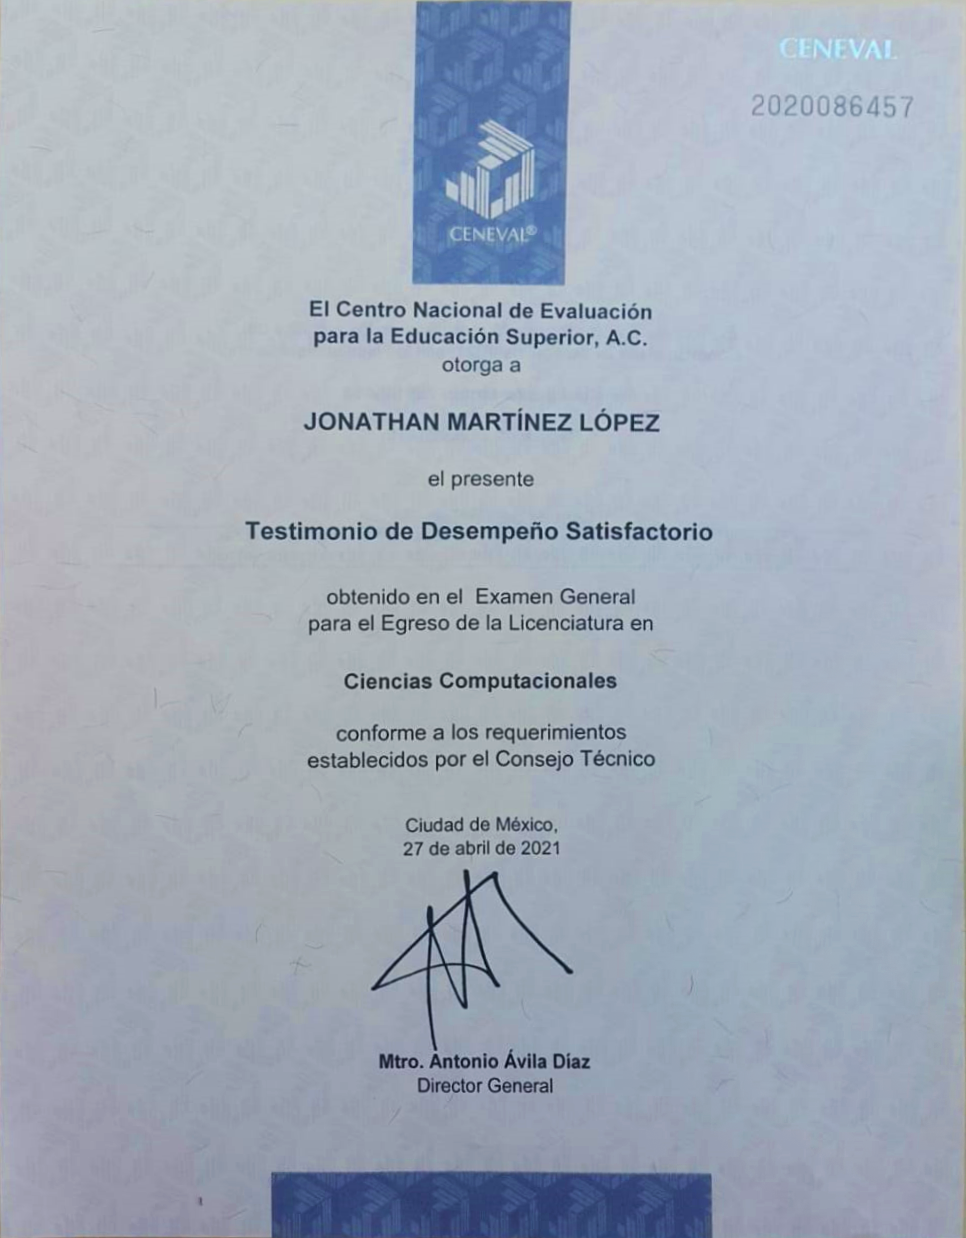 CENEVAL
2020086457
CENEVAL®
El Centro Nacional de Evaluación
para la Educación Superior, A.C.
otorga a
JONATHAN MARTÍNEZ LÓPEZ
el presente
Testimonio de Desempeño Satisfactorio
obtenido en el Examen General
para el Egreso de la Licenciatura en
Ciencias Computacionales
conforme a los requerimientos
establecidos por el Consejo Técnico
Ciudad de México,
27 de abril de 2021
Mtro. Antonio Ávila Díaz
Director General